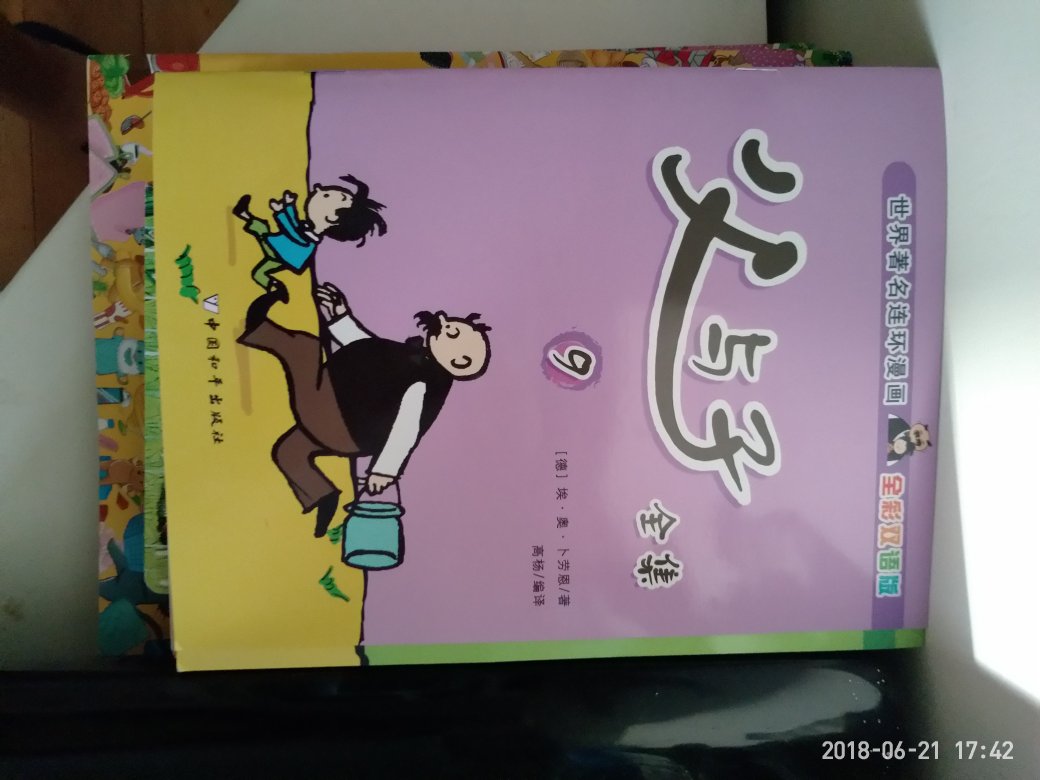 世界著名连环漫画 全彩双语版
父与子
全集
9
[德]埃·奥·卜劳恩/著
高杨/编译
中国和平出版社
2018-06-21 17:42